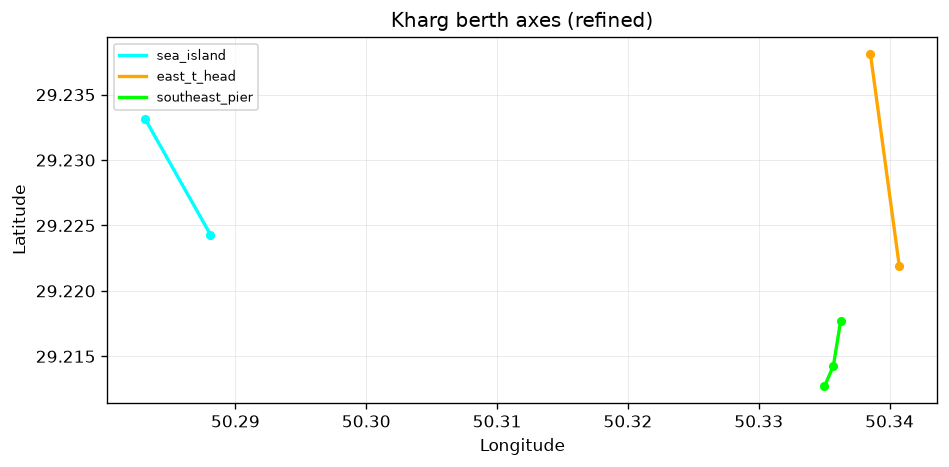 Kharg berth axes (refined)
sea_island
east_t_head
southeast_pier
Latitude
29.235
29.230
29.225
29.220
29.215
50.29 50.30 50.31 50.32 50.33 50.34
Longitude